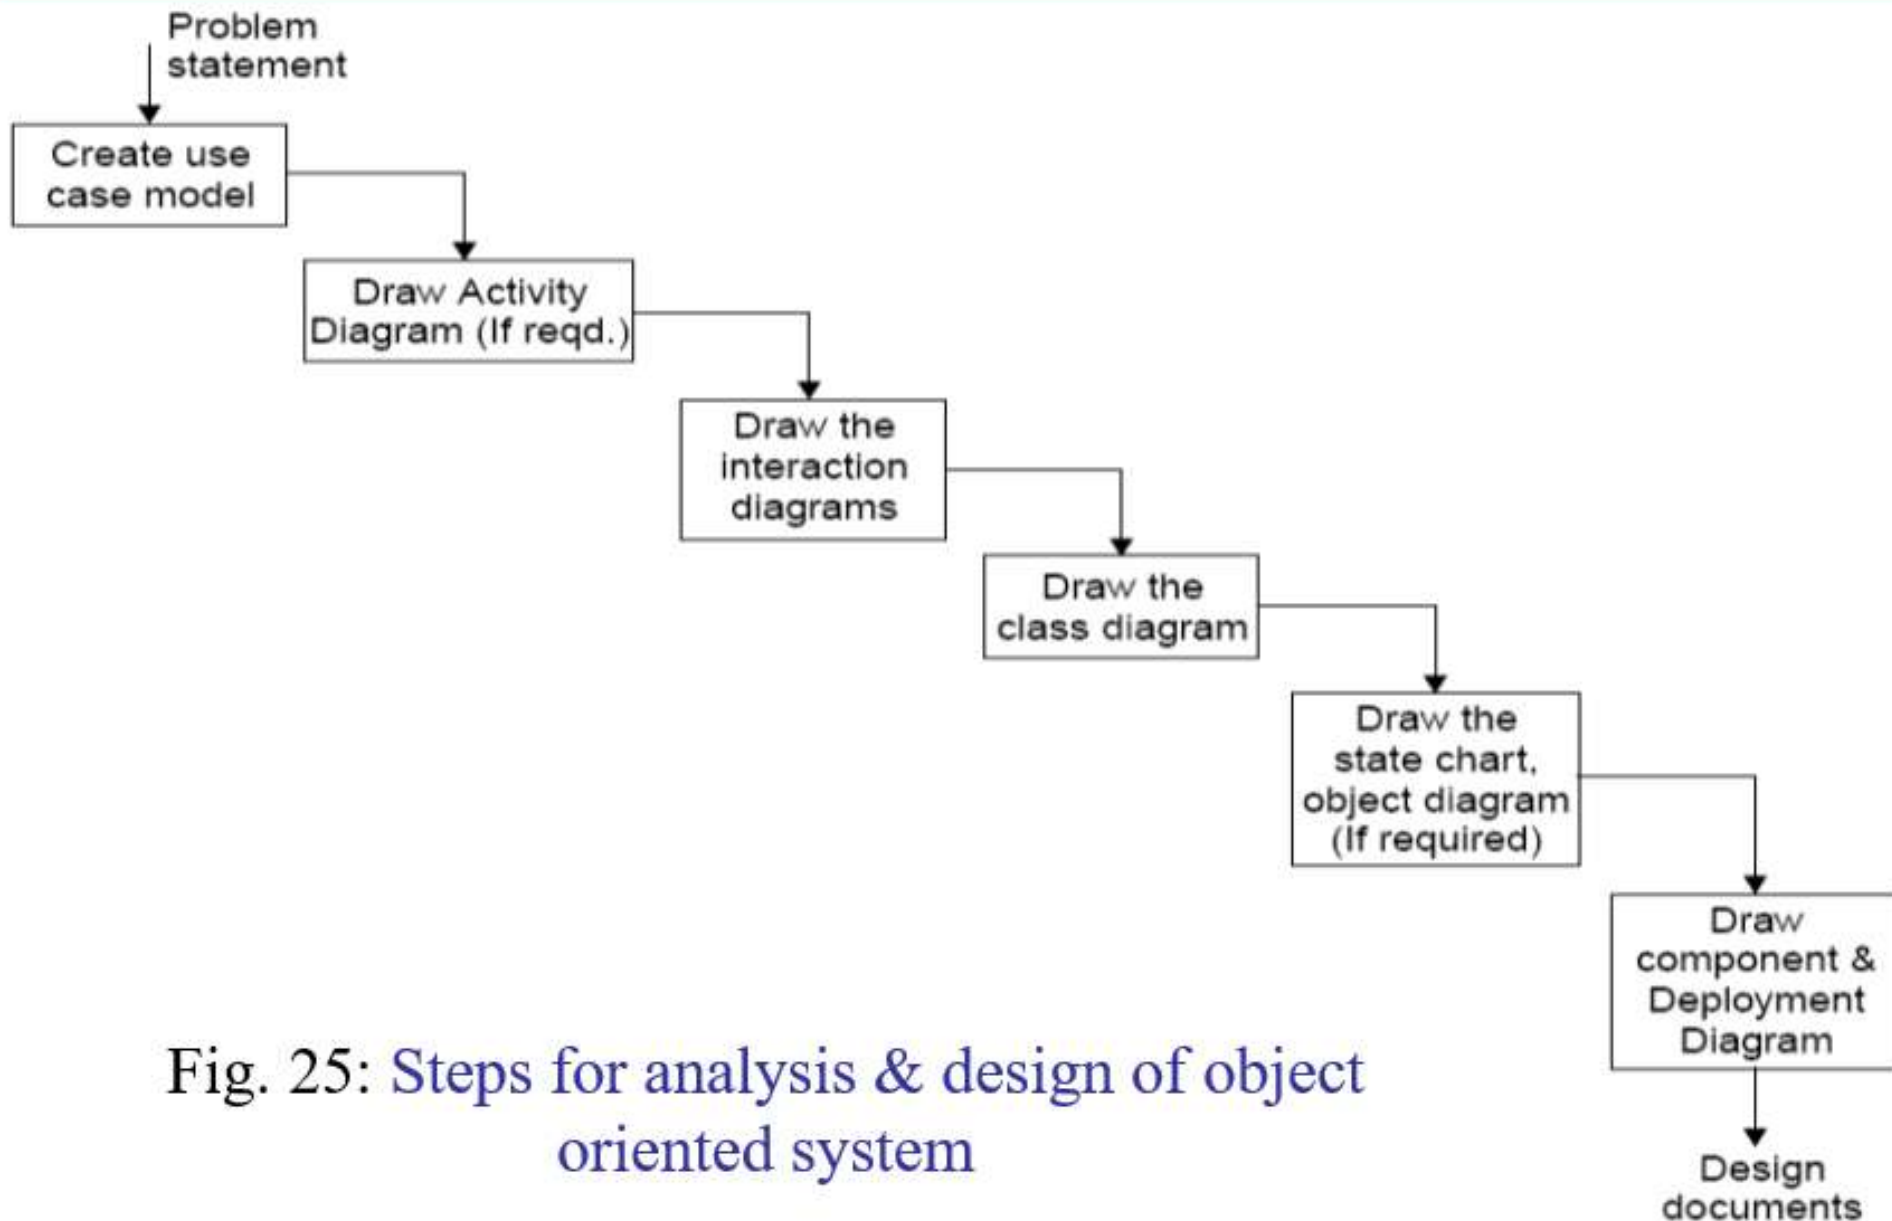 Problem
statement
Create use
case model
Draw Activity
Diagram (If reqd.)
Draw the
interaction
diagrams
Draw the
class diagram
Draw the
state chart,
object diagram
(If required)
Draw
component &
Deployment
Diagram
Design
documents
Fig. 25: Steps for analysis & design of object
oriented system